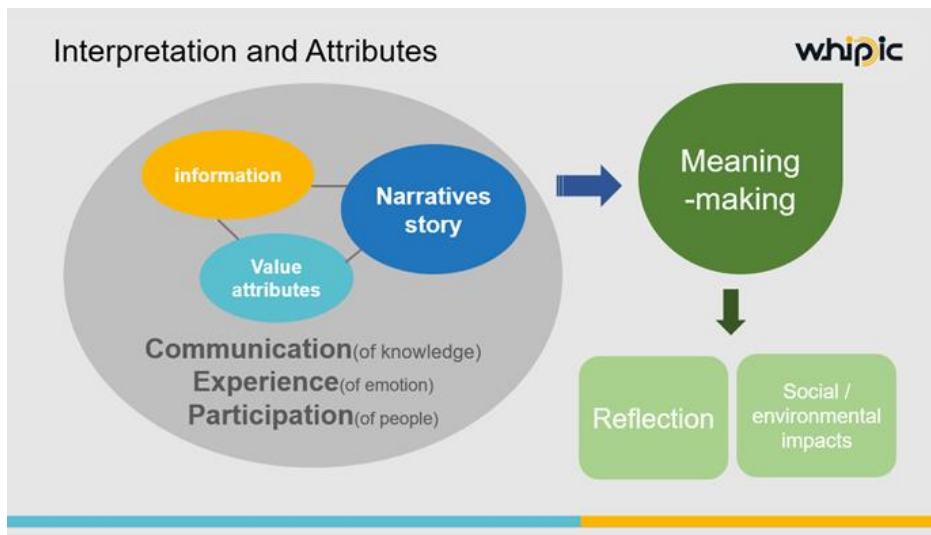 Interpretation and Attributes
whipic
information
Narratives
story
Value
attributes
Communication(of knowledge)
Experience(of emotion)
Participation(of people)
Meaning
-making
Reflection
Social /
environmental
impacts